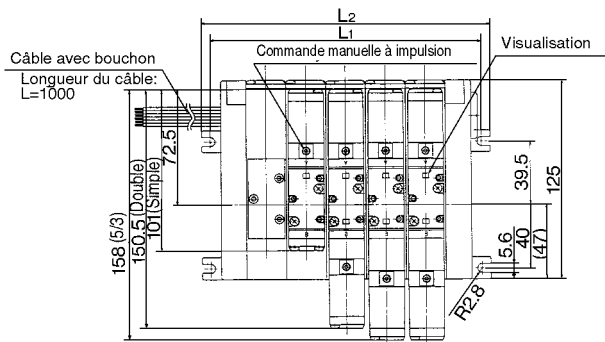 L2
L1
Commande manuelle à impulsion
Visualisation
Câble avec bouchon
Longueur du câble:
L=1000
72.5
101 (Simple)
150.5 (Double)
158 (5/3)
39.5
125
5.6
40
(47)
R2.8